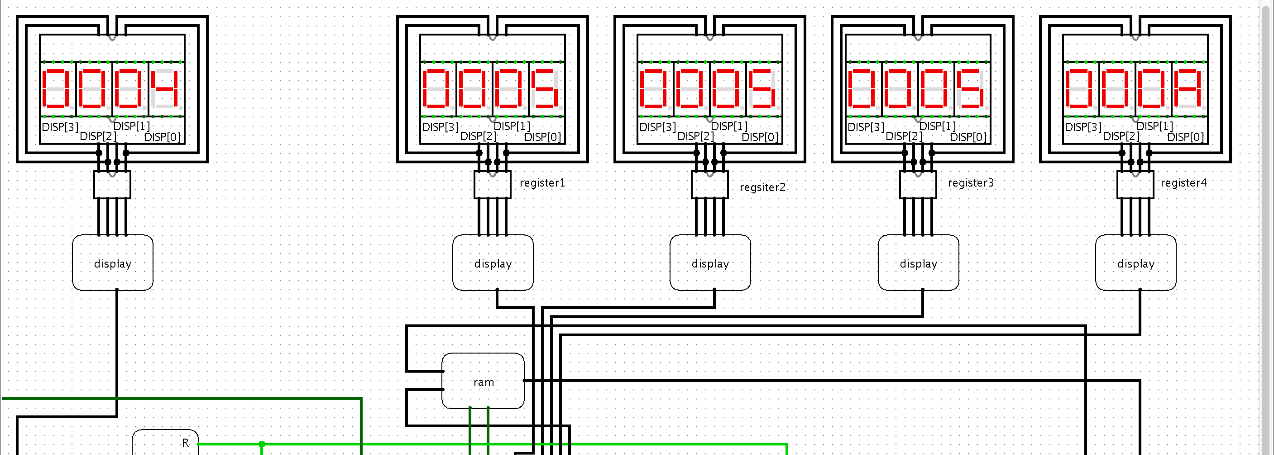 0004
DISP[3]
DISP[2]
DISP[1]
DISP[0]
0005
DISP[3]
DISP[2]
DISP[1]
DISP[0]
0005
DISP[3]
DISP[2]
DISP[1]
DISP[0]
0005
DISP[3]
DISP[2]
DISP[1]
DISP[0]
000A
DISP[3]
DISP[2]
DISP[1]
DISP[0]
register1
regsiter2
register3
register4
display
display
display
display
display
ram
R